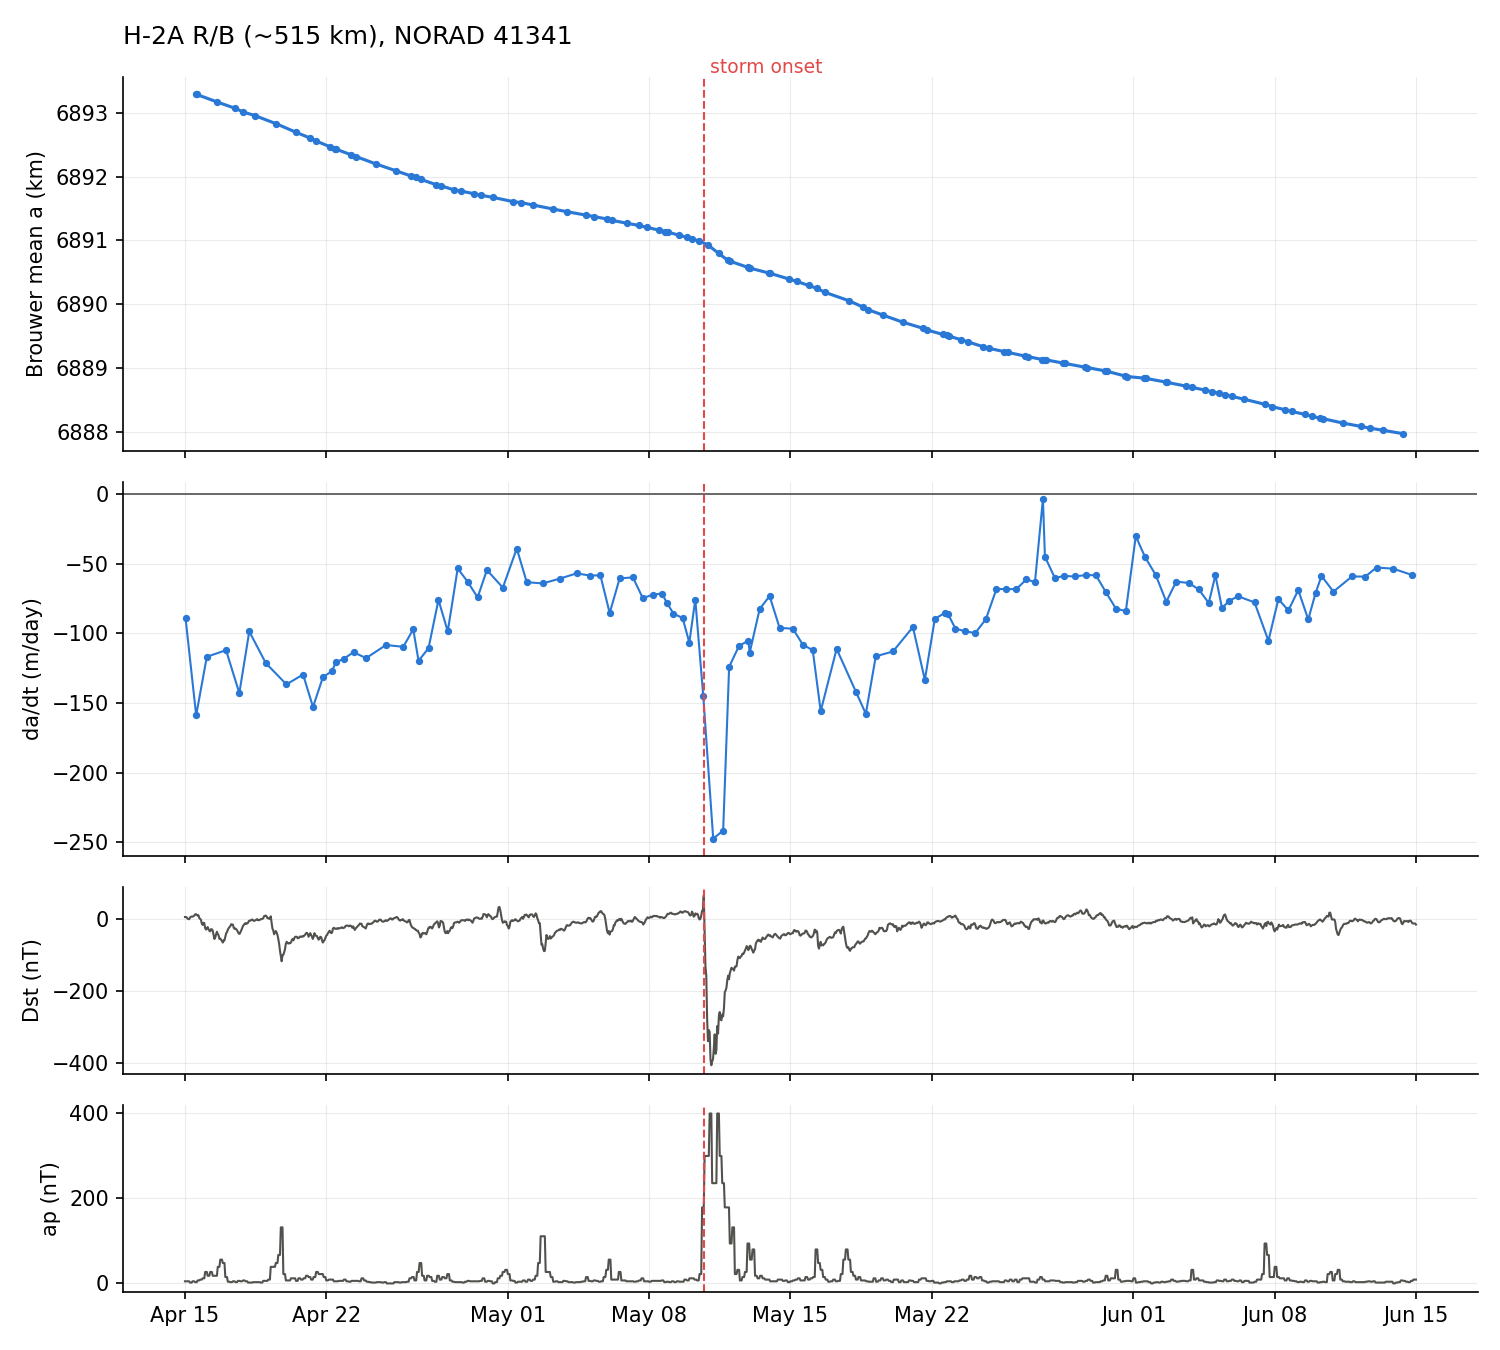 H-2A R/B (~515 km), NORAD 41341
storm onset
Brouwer mean a (km)
6893
6892
6891
6890
6889
6888
da/dt (m/day)
0
−50
−100
−150
−200
−250
Dst (nT)
0
−200
−400
ap (nT)
400
200
0
Apr 15 Apr 22 May 01 May 08 May 15 May 22 Jun 01 Jun 08 Jun 15